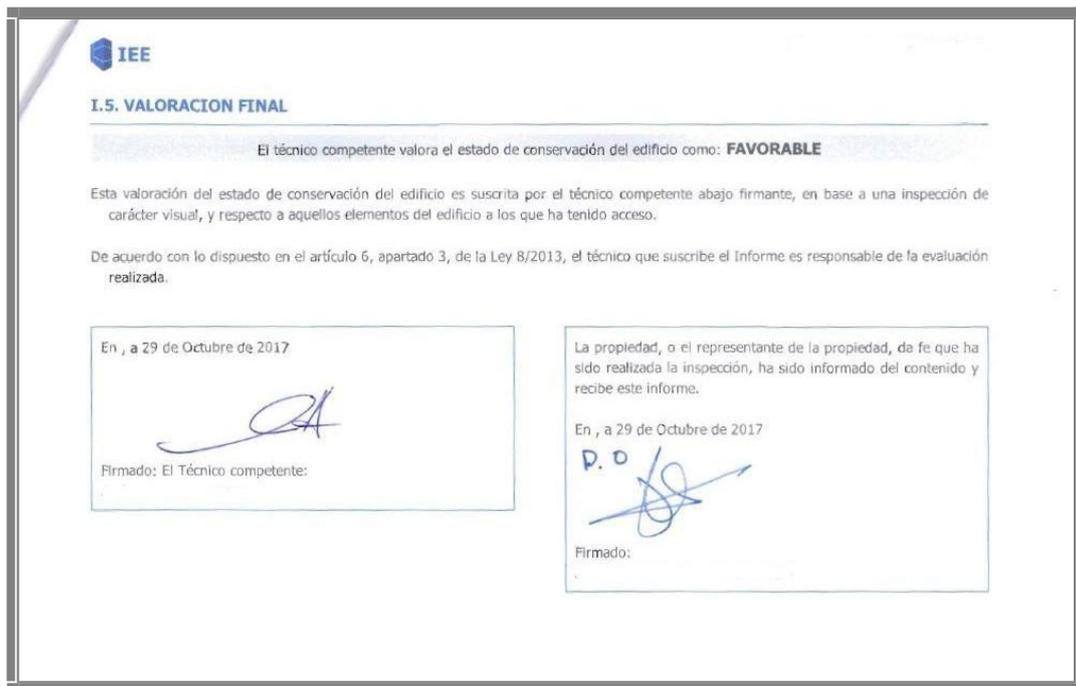 IEE
I.5. VALORACION FINAL
El técnico competente valora el estado de conservación del edificio como: FAVORABLE
Esta valoración del estado de conservación del edificio es suscrita por el técnico competente abajo firmante, en base a una inspección de
carácter visual, y respecto a aquellos elementos del edificio a los que ha tenido acceso.
De acuerdo con lo dispuesto en el artículo 6, apartado 3, de la Ley 8/2013, el técnico que suscribe el Informe es responsable de la evaluación
realizada.
En , a 29 de Octubre de 2017
Firmado: El Técnico competente:
La propiedad, o el representante de la propiedad, da fe que ha
sido realizada la inspección, ha sido informado del contenido y
recibe este informe.
En , a 29 de Octubre de 2017
P.O
Firmado: